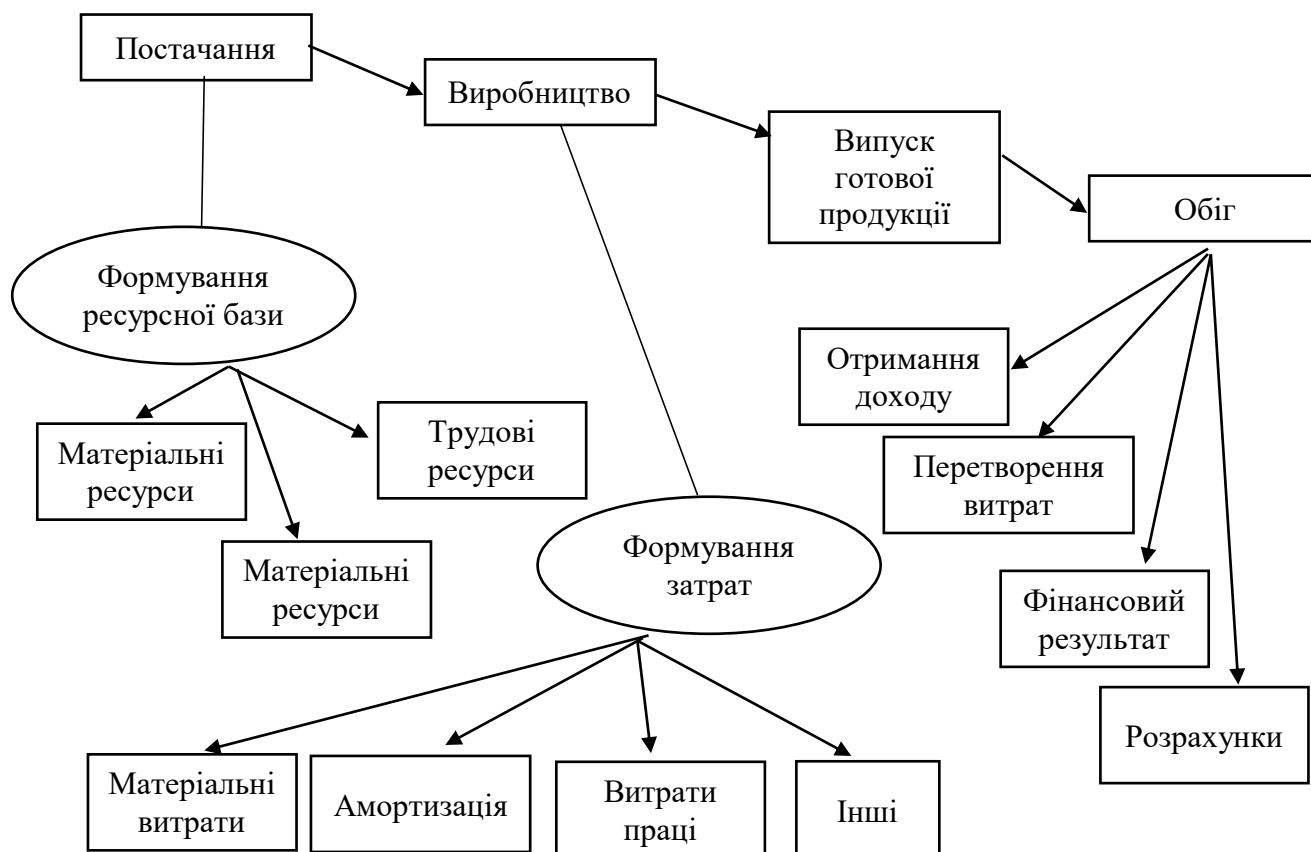 Постачання
Виробництво
Випуск
готової
продукції
Обіг
Формування
ресурсної бази
Отримання
доходу
Матеріальні
ресурси
Трудові
ресурси
Перетворення
витрат
Матеріальні
ресурси
Формування
затрат
Фінансовий
результат
Розрахунки
Матеріальні
витрати
Амортизація
Витрати
праці
Інші